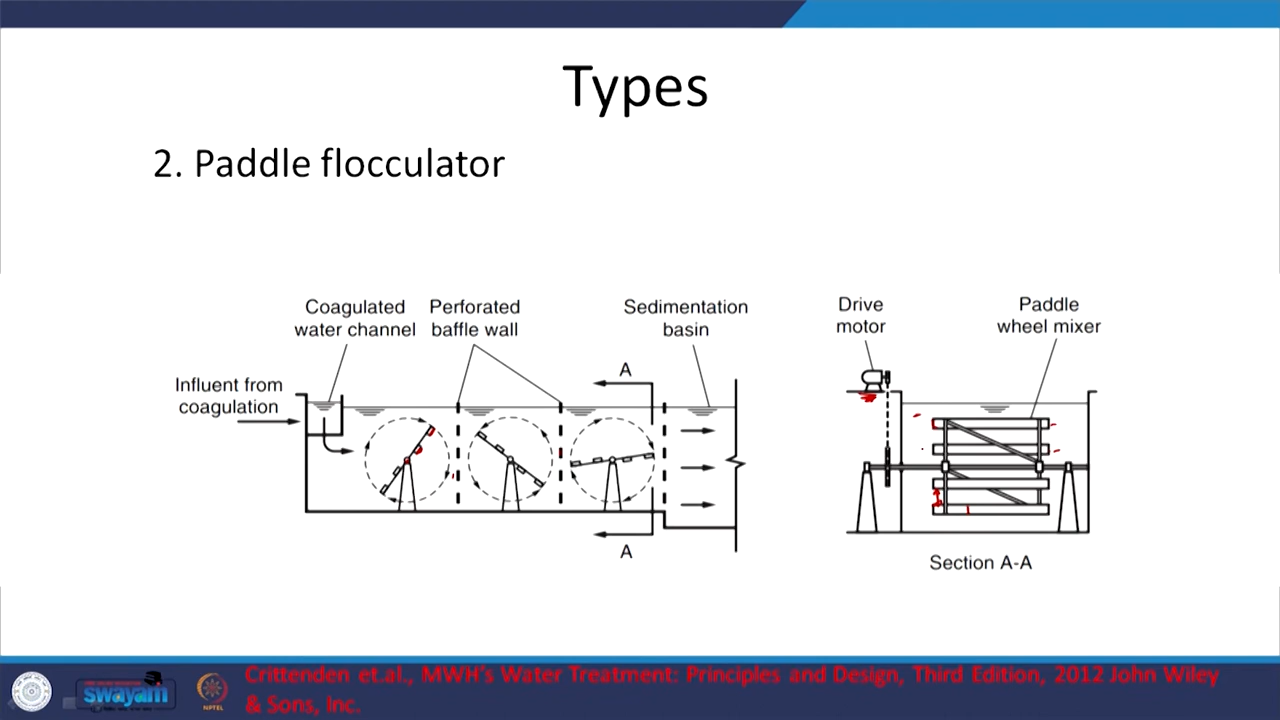 Types
2. Paddle flocculator
Coagulated
water channel
Perforated
baffle wall
Sedimentation
basin
Drive
motor
Paddle
wheel mixer
Influent from
coagulation
A
A
Section A-A
Crittenden et.al., MWH's Water Treatment: Principles and Design, Third Edition, 2012 John Wiley
& Sons, Inc.
swayam
NPTEL